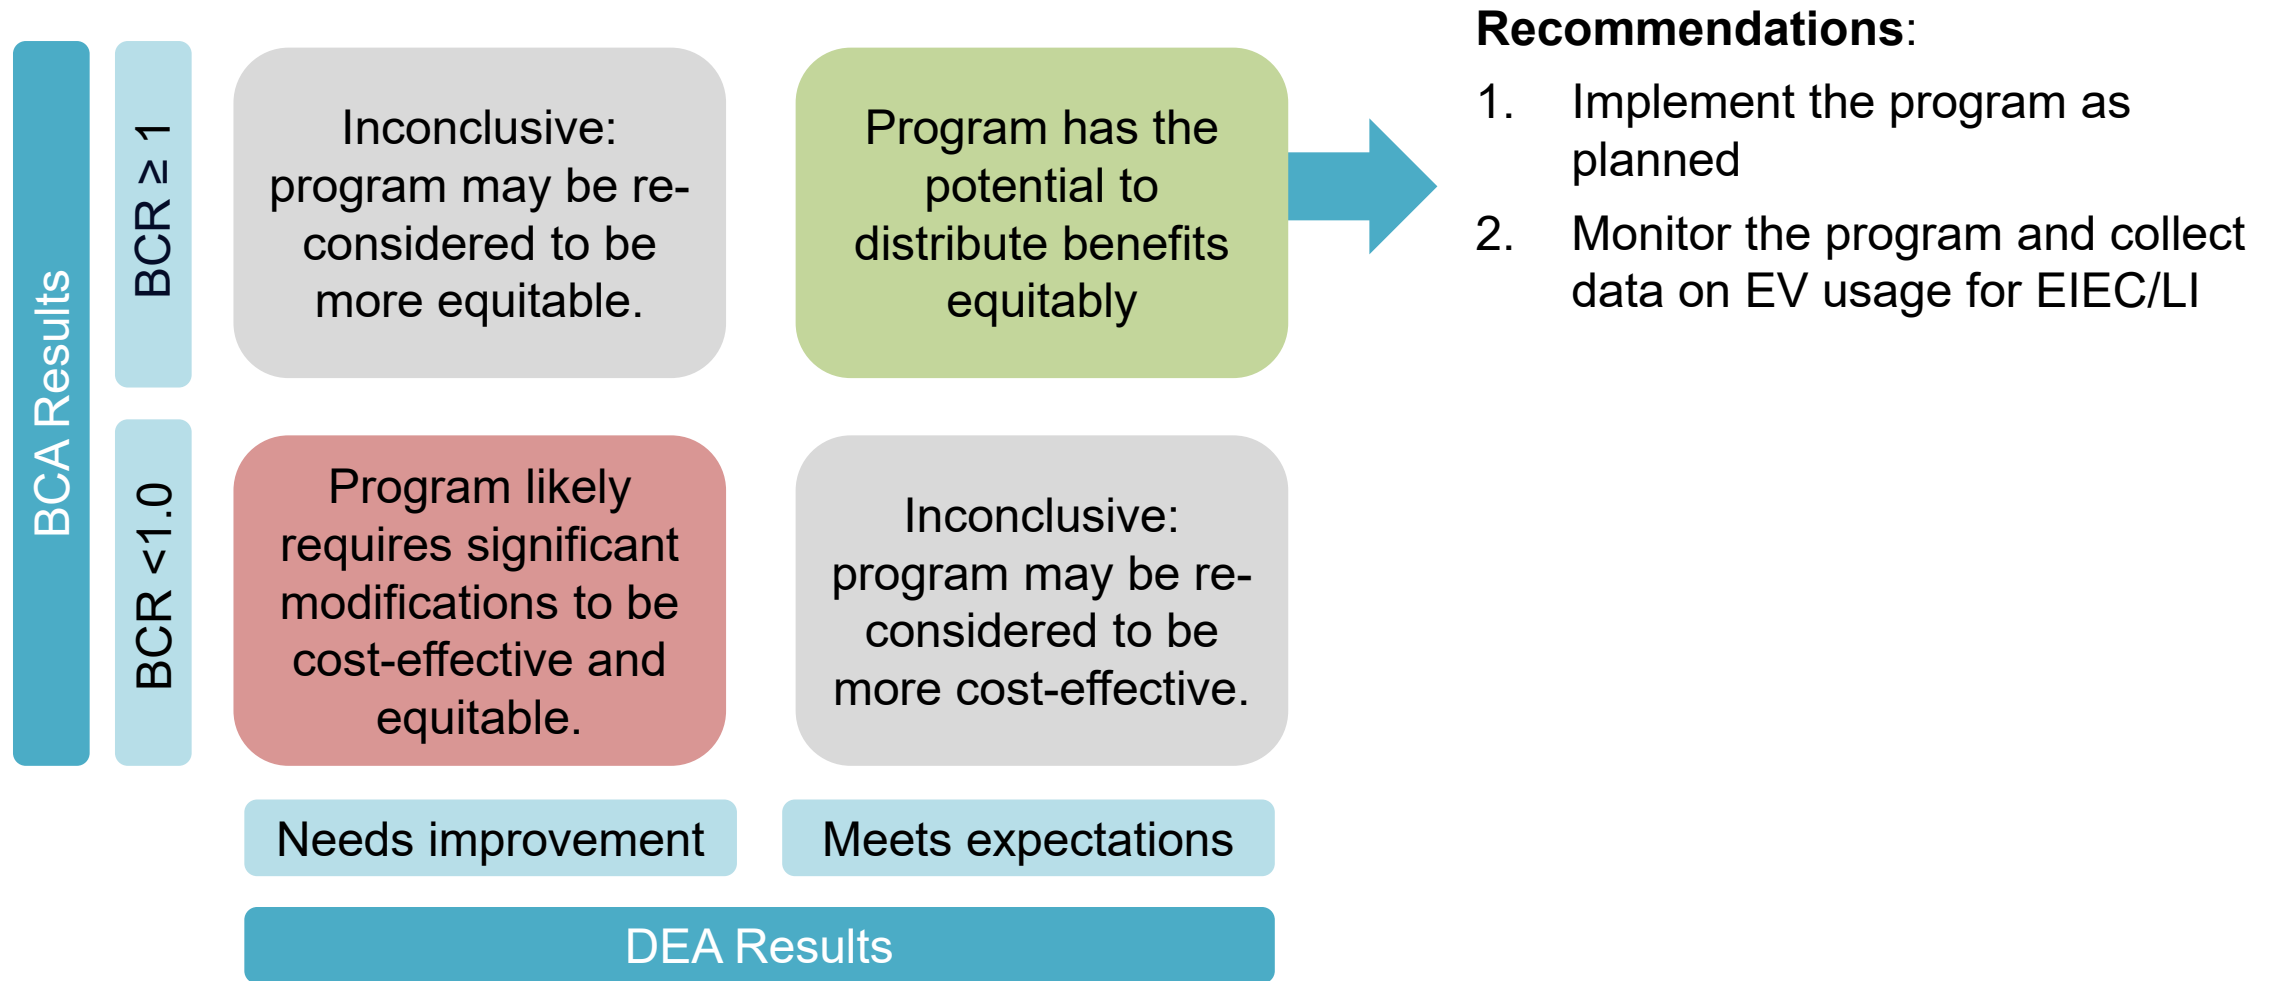 Recommendations:
1. Implement the program as
planned
2. Monitor the program and collect
data on EV usage for EIEC/LI
BCA Results
BCR ≥ 1
Inconclusive:
program may be re-
considered to be
more equitable.
Program has the
potential to
distribute benefits
equitably
BCR <1.0
Program likely
requires significant
modifications to be
cost-effective and
equitable.
Inconclusive:
program may be re-
considered to be
more cost-effective.
Needs improvement
Meets expectations
DEA Results